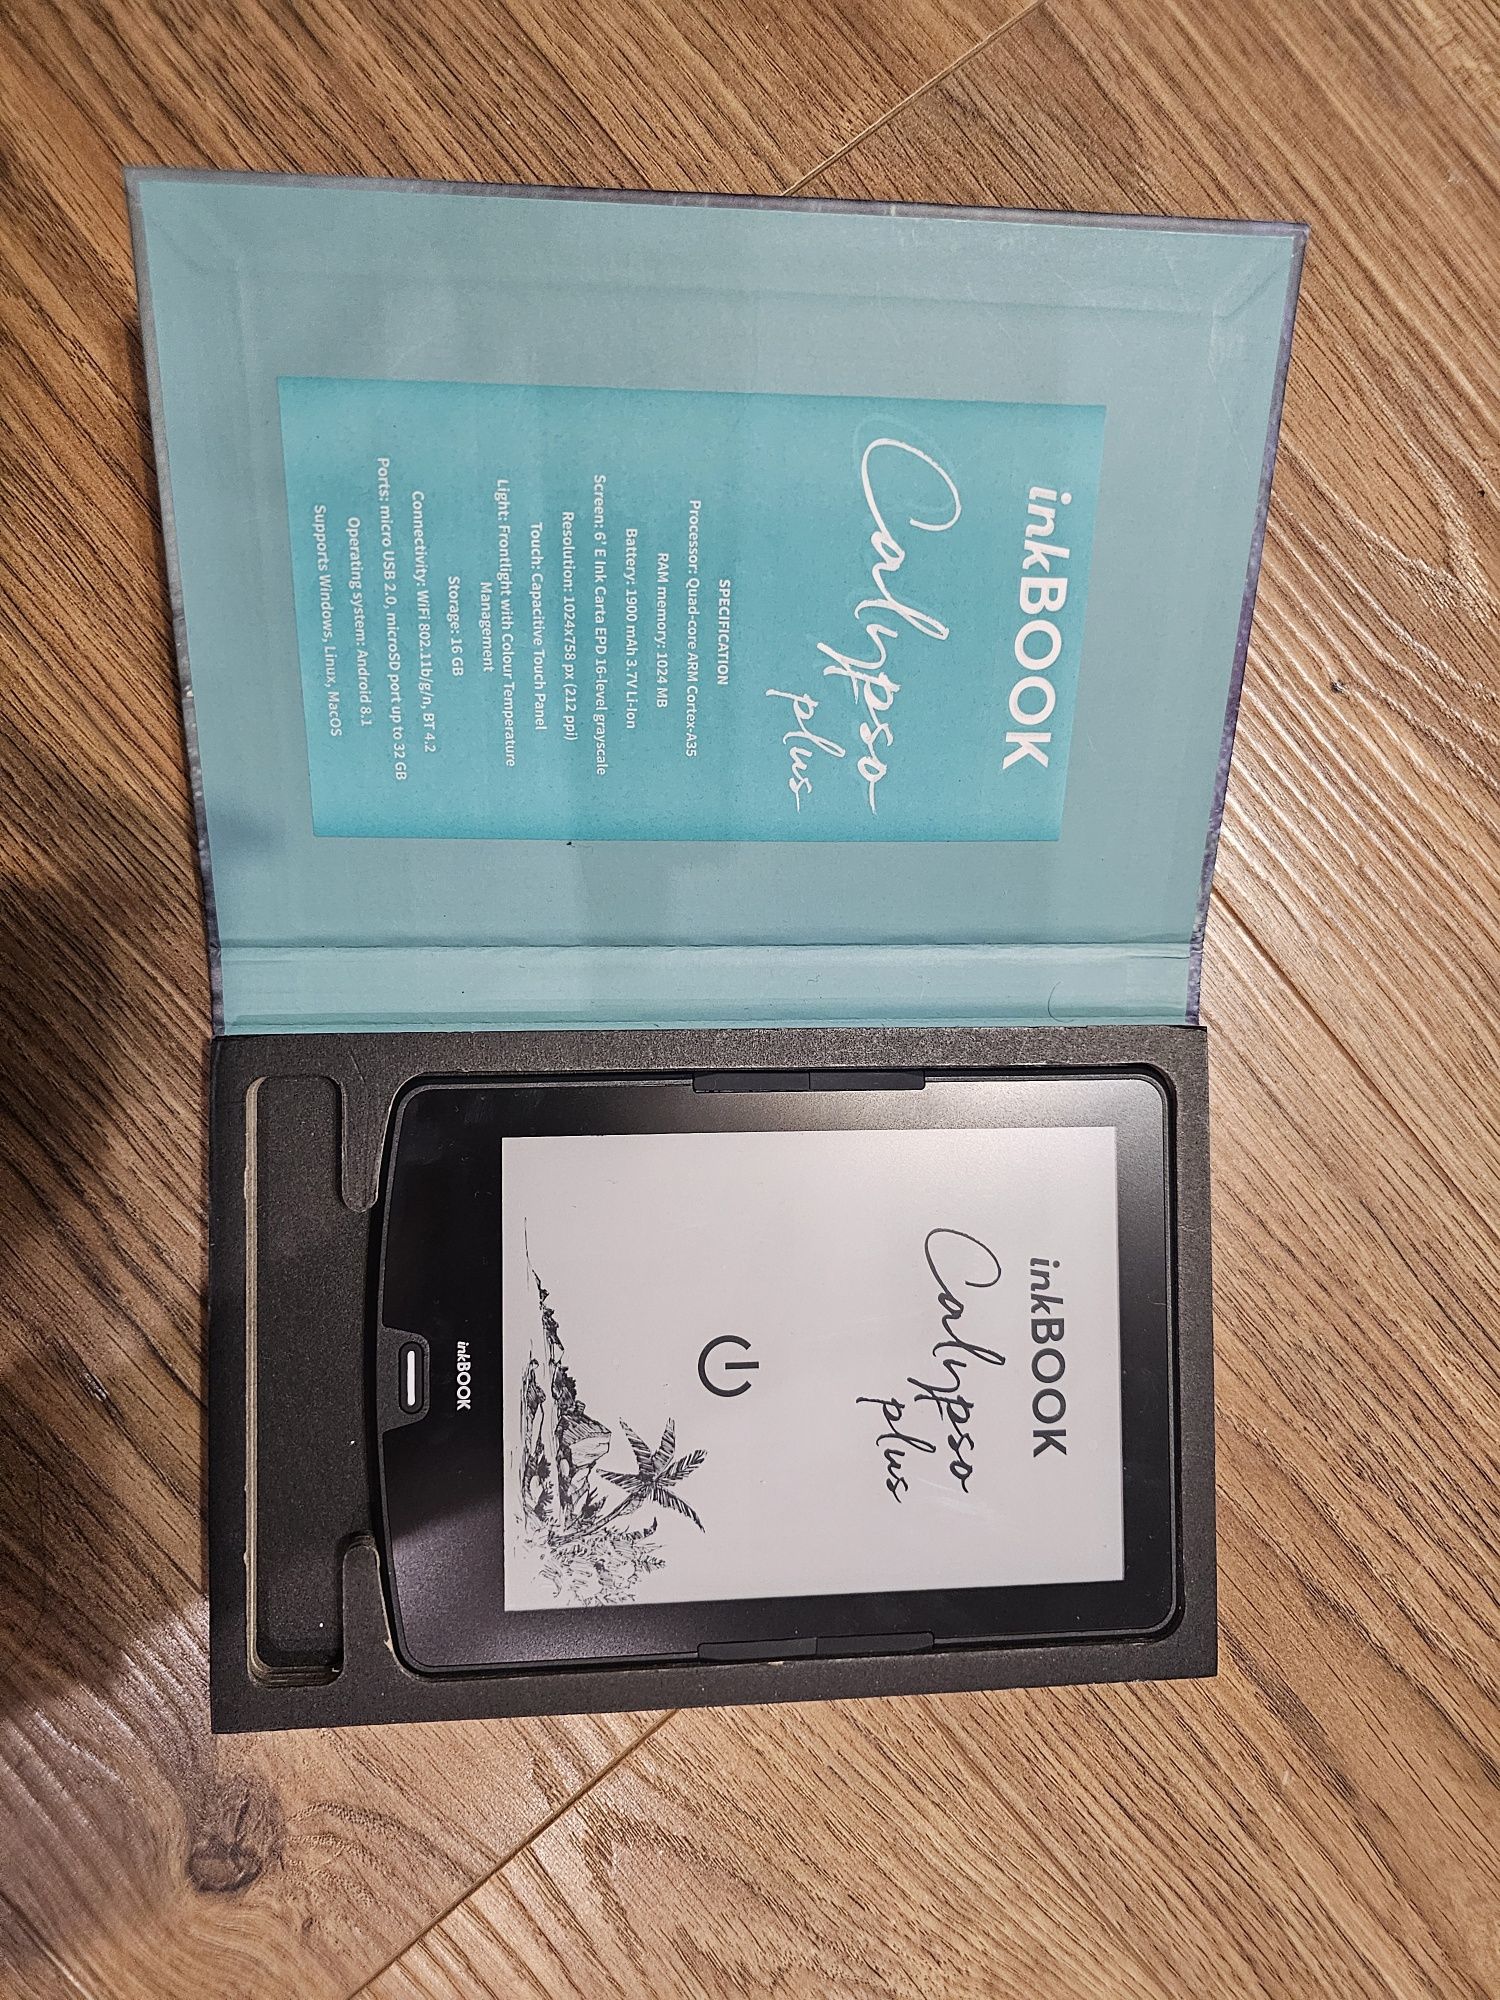 inkBOOK
Calypso
plus
SPECIFICATION
Processor: Quad-core ARM Cortex-A35
RAM memory: 1024 MB
Battery: 1900 mAh 3.7V Li-Ion
Screen: 6' E Ink Carta EPD 16-level grayscale
Resolution: 1024x758 px (212 ppi)
Touch: Capacitive Touch Panel
Light: Frontlight with Colour Temperature
Management
Storage: 16 GB
Connectivity: WiFi 802.11b/g/n, BT 4.2
Ports: micro USB 2.0, microSD port up to 32 GB
Operating system: Android 8.1
Supports Windows, Linux, MacOS
inkBOOK
Calypso
plus
inkBOOK